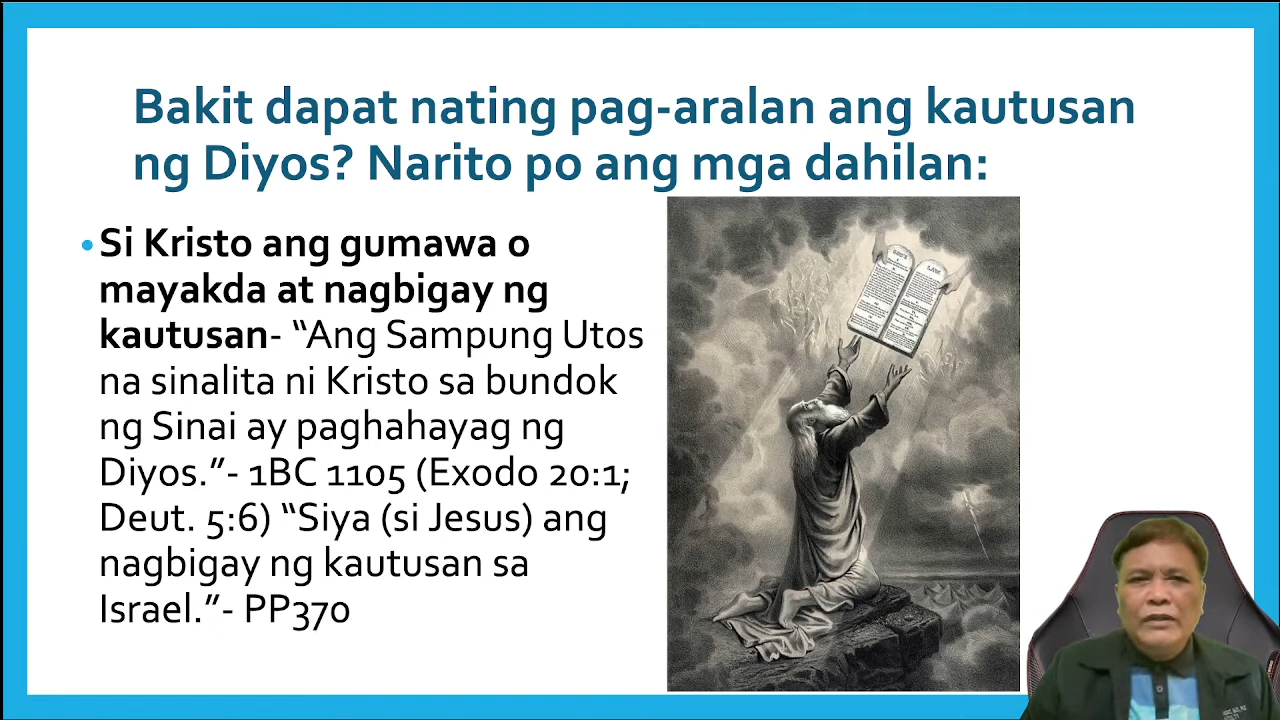 Bakit dapat nating pag-aralan ang kautusan
ng Diyos? Narito po ang mga dahilan:
•Si Kristo ang gumawa o
mayakda at nagbigay ng
kautusan- “Ang Sampung Utos
na sinalita ni Kristo sa bundok
ng Sinai ay paghahayag ng
Diyos.”- 1BC 1105 (Exodo 20:1;
Deut. 5:6) “Siya (si Jesus) ang
nagbigay ng kautusan sa
Israel.”- PP370